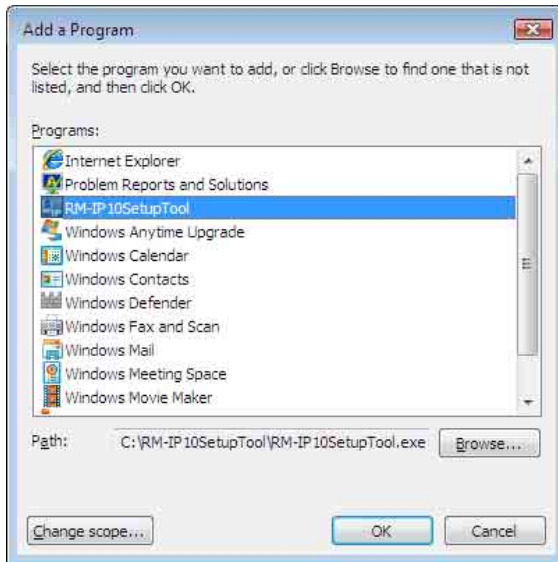 Add a Program
Select the program you want to add, or click Browse to find one that is not
listed, and then click OK.
Programs:
Internet Explorer
Problem Reports and Solutions
RM-IP10SetupTool
Windows Anytime Upgrade
Windows Calendar
Windows Contacts
Windows Defender
Windows Fax and Scan
Windows Mail
Windows Meeting Space
Windows Movie Maker
Path: C:\RM-IP10SetupTool\RM-IP10SetupTool.exe Browse...
Change scope... OK Cancel